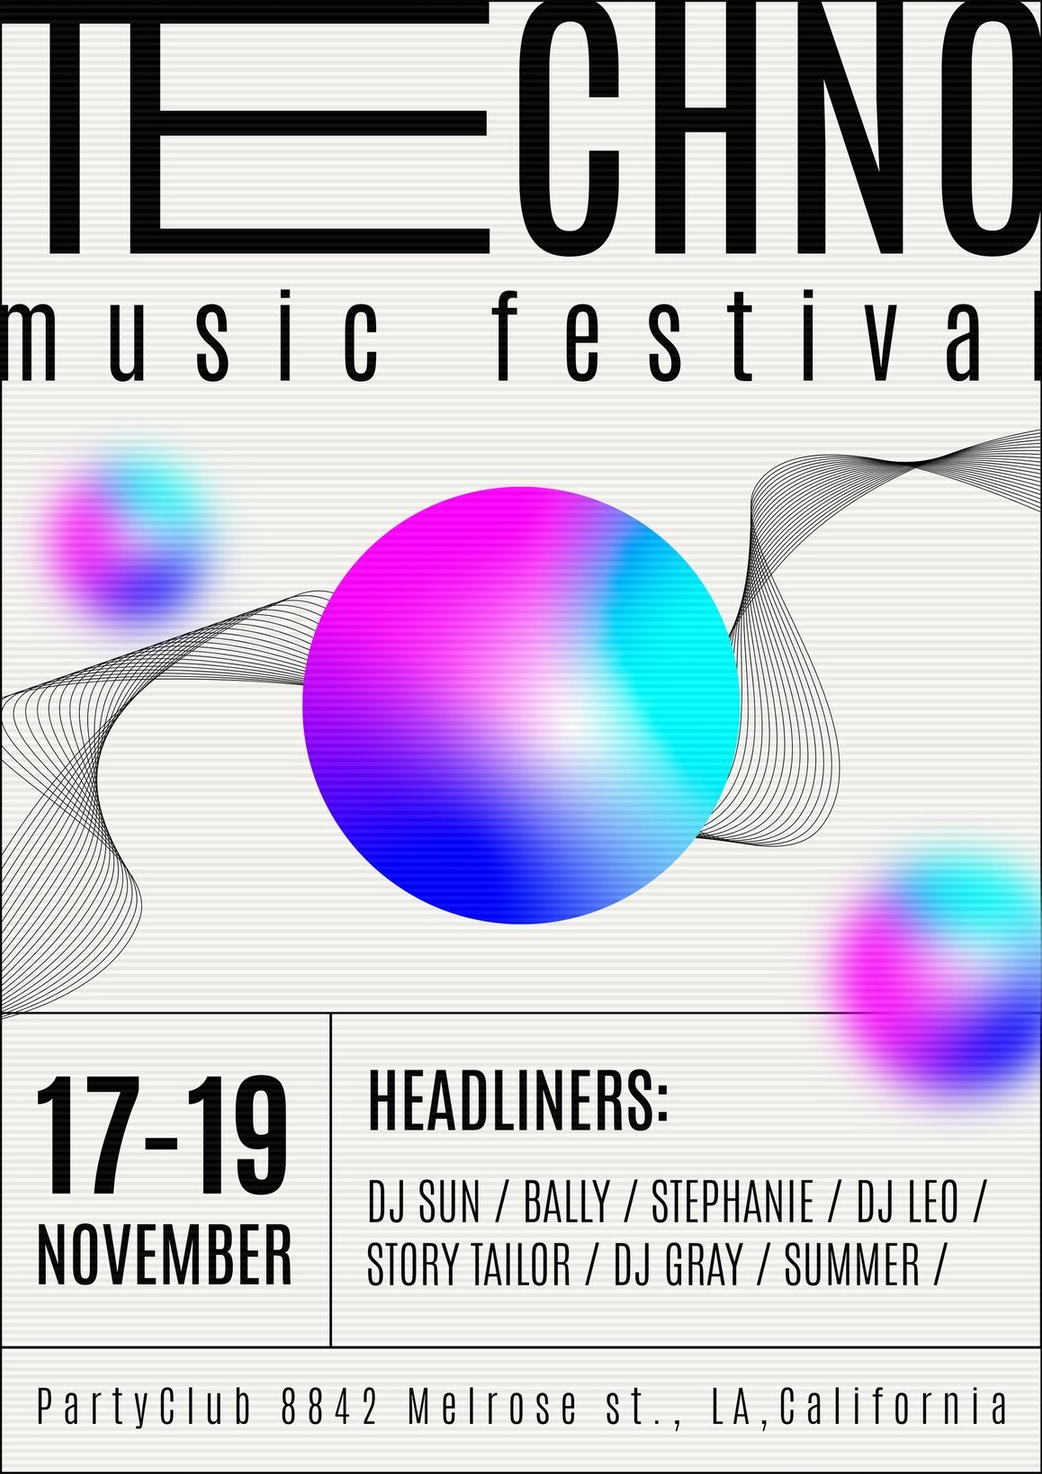 TECHNO
music festival
17-19
NOVEMBER
HEADLINERS:
DJ SUN / BALLY / STEPHANIE / DJ LEO /
STORY TAILOR / DJ GRAY / SUMMER /
PartyClub 8842 Melrose st., LA,California